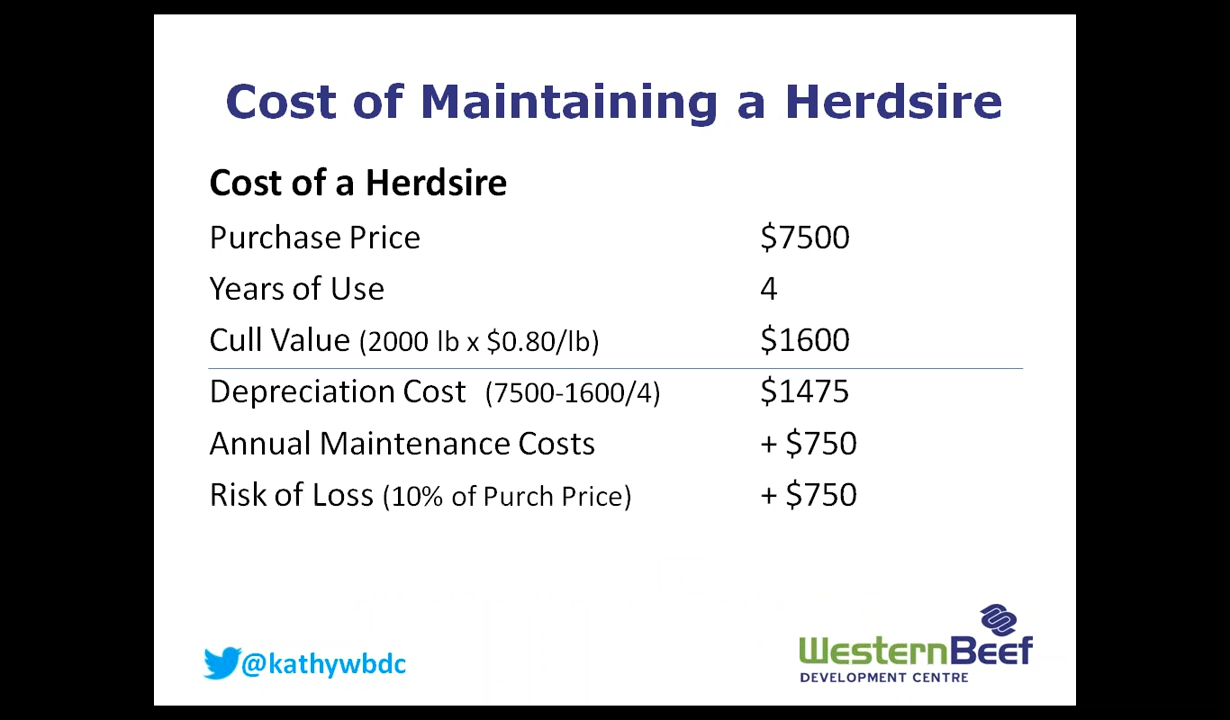 Cost of Maintaining a Herdsire
Cost of a Herdsire
Purchase Price $7500
Years of Use 4
Cull Value (2000 lb x $0.80/lb) $1600
Depreciation Cost (7500-1600/4) $1475
Annual Maintenance Costs + $750
Risk of Loss (10% of Purch Price) + $750
@kathywbdc
WesternBeef
DEVELOPMENT CENTRE